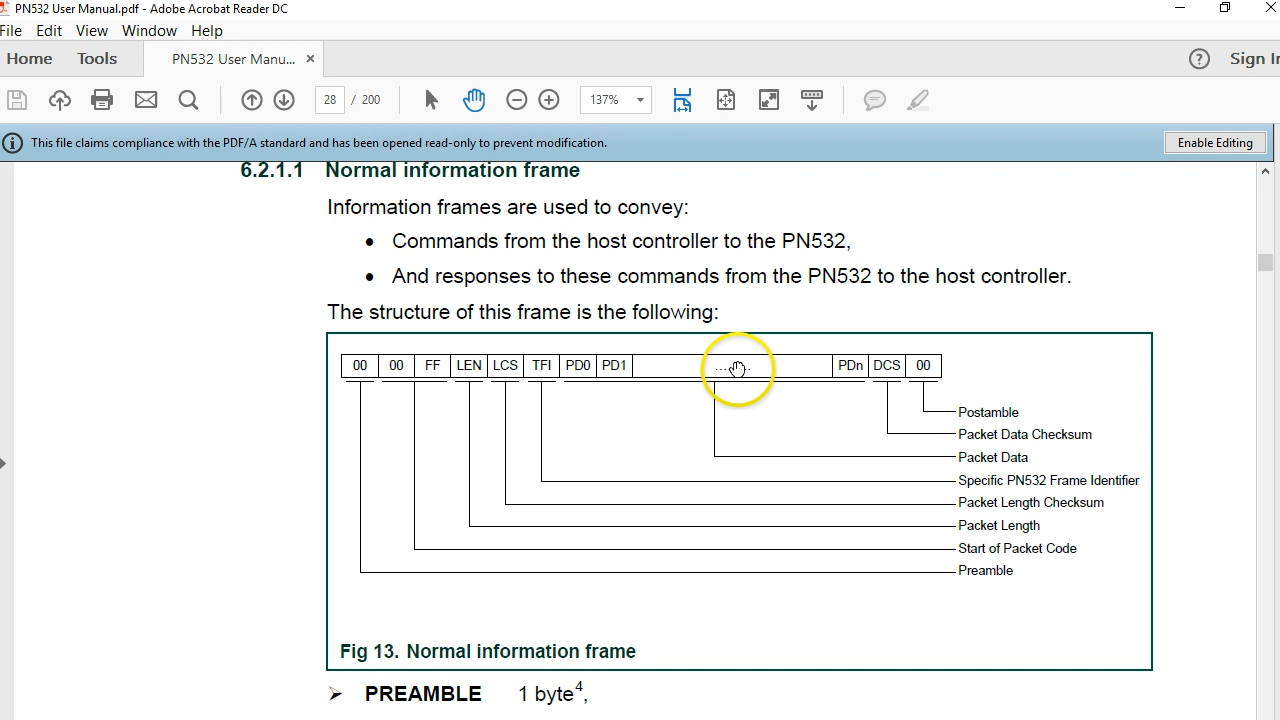 PN532 User Manual.pdf - Adobe Acrobat Reader DC
File Edit View Window Help
Home Tools PN532 User Manu... ×
? Sign In
28 / 200 137%
This file claims compliance with the PDF/A standard and has been opened read-only to prevent modification.
Enable Editing
6.2.1.1 Normal information frame
Information frames are used to convey:
• Commands from the host controller to the PN532,
• And responses to these commands from the PN532 to the host controller.
The structure of this frame is the following:
00 00 FF LEN LCS TFI PD0 PD1 ........ PDn DCS 00
Postamble
Packet Data Checksum
Packet Data
Specific PN532 Frame Identifier
Packet Length Checksum
Packet Length
Start of Packet Code
Preamble
Fig 13. Normal information frame
➢ PREAMBLE 1 byte4,